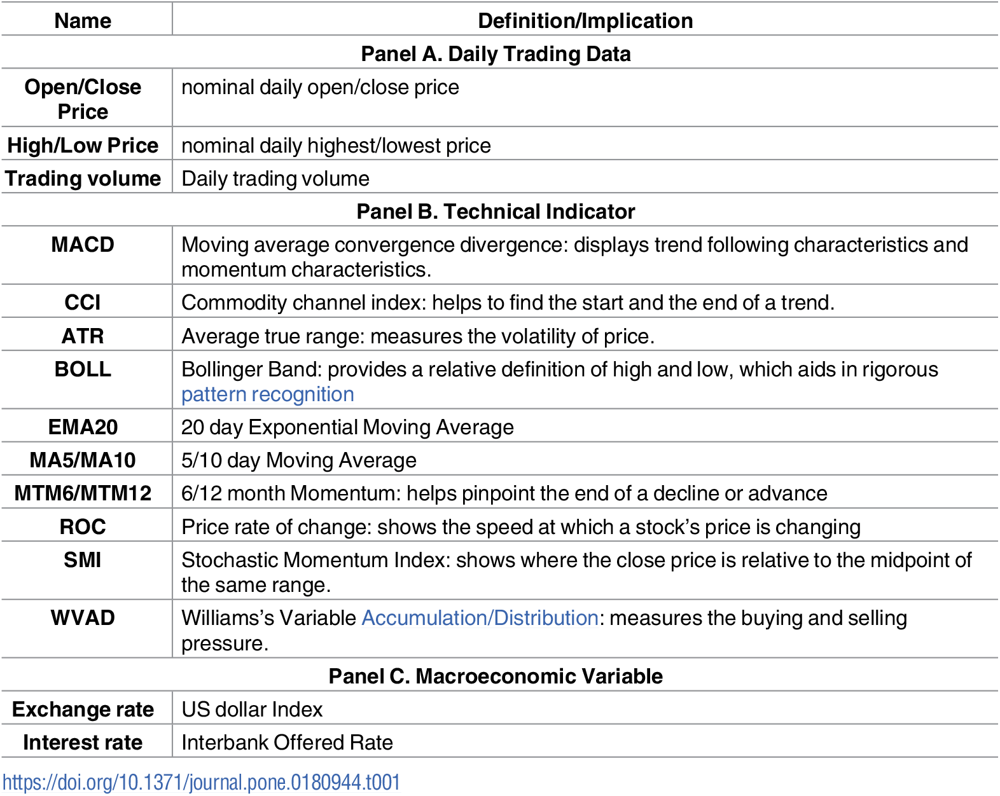 Name Definition/Implication
Panel A. Daily Trading Data
Open/Close Price nominal daily open/close price
High/Low Price nominal daily highest/lowest price
Trading volume Daily trading volume
Panel B. Technical Indicator
MACD Moving average convergence divergence: displays trend following characteristics and
momentum characteristics.
CCI Commodity channel index: helps to find the start and the end of a trend.
ATR Average true range: measures the volatility of price.
BOLL Bollinger Band: provides a relative definition of high and low, which aids in rigorous
pattern recognition
EMA20 20 day Exponential Moving Average
MA5/MA10 5/10 day Moving Average
MTM6/MTM12 6/12 month Momentum: helps pinpoint the end of a decline or advance
ROC Price rate of change: shows the speed at which a stock’s price is changing
SMI Stochastic Momentum Index: shows where the close price is relative to the midpoint of
the same range.
WVAD Williams’s Variable Accumulation/Distribution: measures the buying and selling
pressure.
Panel C. Macroeconomic Variable
Exchange rate US dollar Index
Interest rate Interbank Offered Rate
https://doi.org/10.1371/journal.pone.0180944.t001